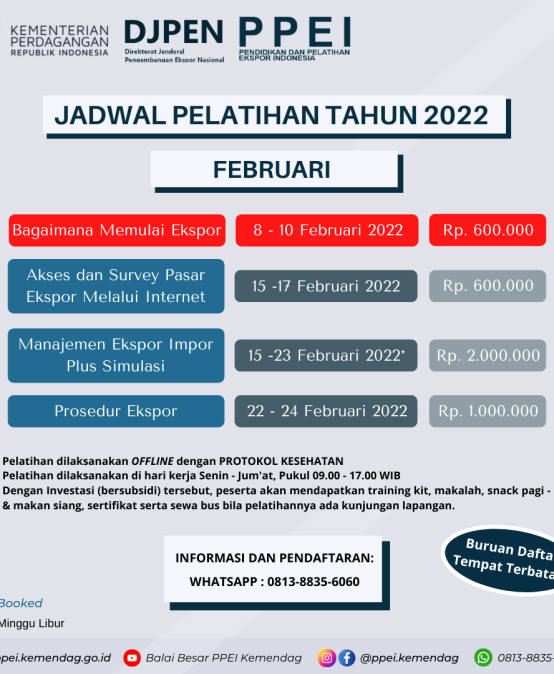 KEMENTERIAN
PERDAGANGAN
REPUBLIK INDONESIA
DJPEN
Direktorat Jenderal
Pengembangan Ekspor Nasional
PPEI
PENDIDIKAN DAN PELATIHAN
EKSPOR INDONESIA
JADWAL PELATIHAN TAHUN 2022
FEBRUARI
Bagaimana Memulai Ekspor 8 - 10 Februari 2022 Rp. 600.000
Akses dan Survey Pasar
Ekspor Melalui Internet
15 -17 Februari 2022 Rp. 600.000
Manajemen Ekspor Impor
Plus Simulasi
15 -23 Februari 2022* Rp. 2.000.000
Prosedur Ekspor 22 - 24 Februari 2022 Rp. 1.000.000
Pelatihan dilaksanakan OFFLINE dengan PROTOKOL KESEHATAN
Pelatihan dilaksanakan di hari kerja Senin - Jum'at, Pukul 09.00 - 17.00 WIB
Dengan Investasi (bersubsidi) tersebut, peserta akan mendapatkan training kit, makalah, snack pagi -
& makan siang, sertifikat serta sewa bus bila pelatihannya ada kunjungan lapangan.
INFORMASI DAN PENDAFTARAN:
WHATSAPP : 0813-8835-6060
Buruan Dafta
Tempat Terbata
Booked
Minggu Libur
pei.kemendag.go.id Balai Besar PPEI Kemendag @ppei.kemendag 0813-8835-